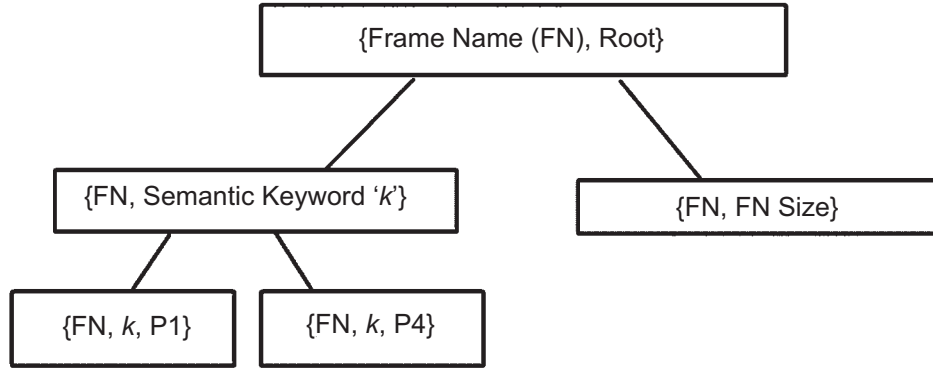 {Frame Name (FN), Root}
{FN, Semantic Keyword ‘k’}
{FN, FN Size}
{FN, k, P1}
{FN, k, P4}